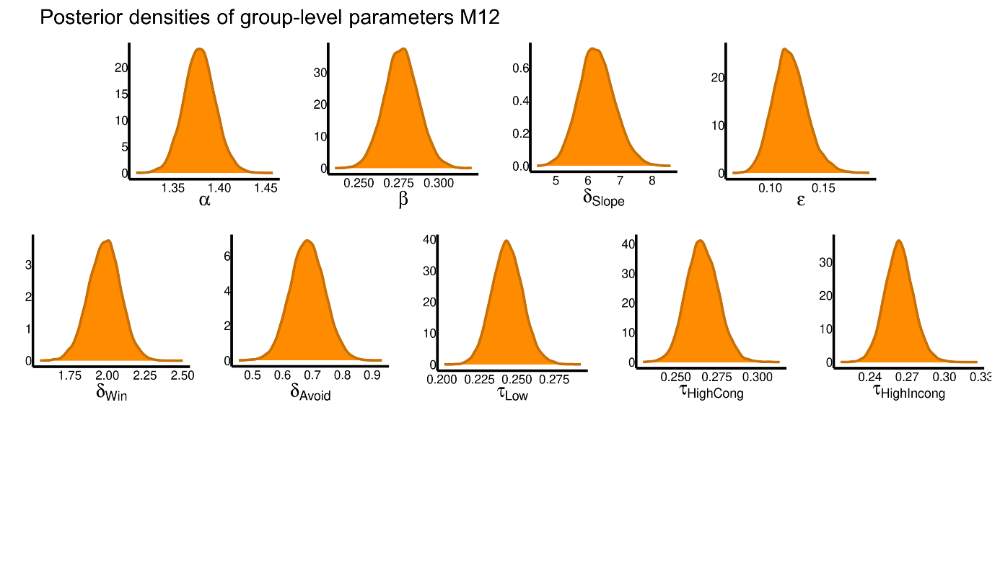 Posterior densities of group-level parameters M12
20
15
10
5
0
1.35 1.40 1.45
α
30
20
10
0
0.250 0.275 0.300
β
0.6
0.4
0.2
0.0
5 6 7 8
δSlope
20
10
0
0.10 0.15
ε
3
2
1
0
1.75 2.00 2.25 2.50
δWin
6
4
2
0
0.5 0.6 0.7 0.8 0.9
δAvoid
40
30
20
10
0
0.200 0.225 0.250 0.275
τLow
40
30
20
10
0
0.250 0.275 0.300
τHighCong
30
20
10
0
0.24 0.27 0.30 0.33
τHighIncong